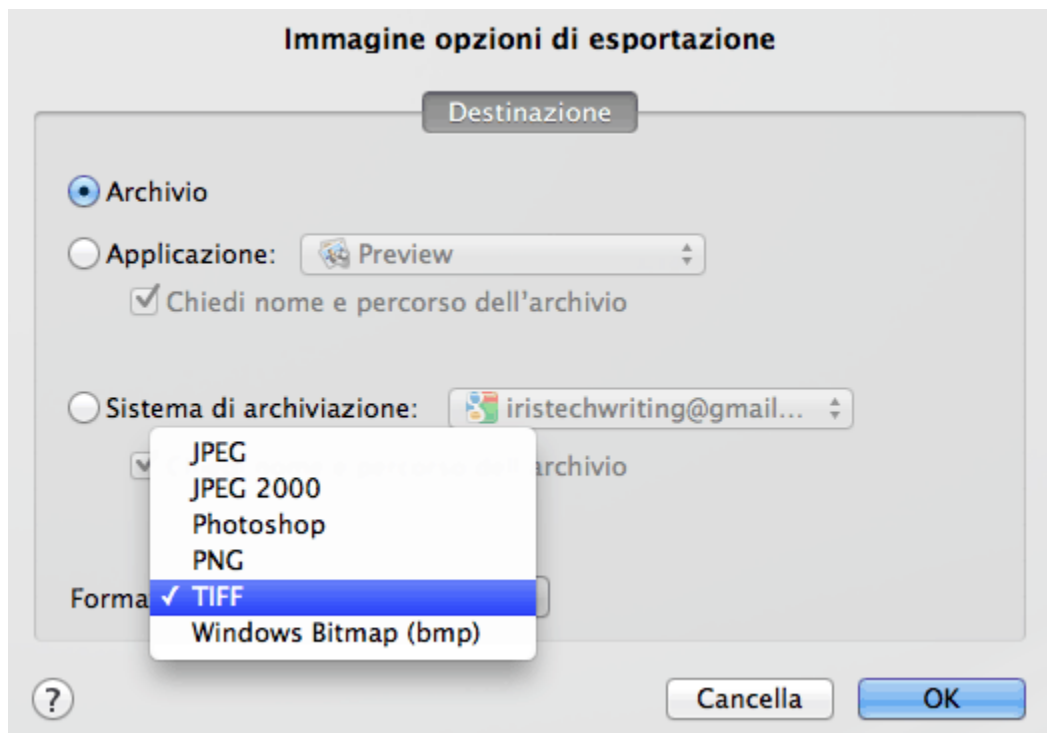 Immagine opzioni di esportazione
Destinazione
Archivio
Applicazione: Preview
Chiedi nome e percorso dell'archivio
Sistema di archiviazione: iristechwriting@gmail...
JPEG
archivio
JPEG 2000
Photoshop
PNG
Forma ✓ TIFF
Windows Bitmap (bmp)
? Cancella OK